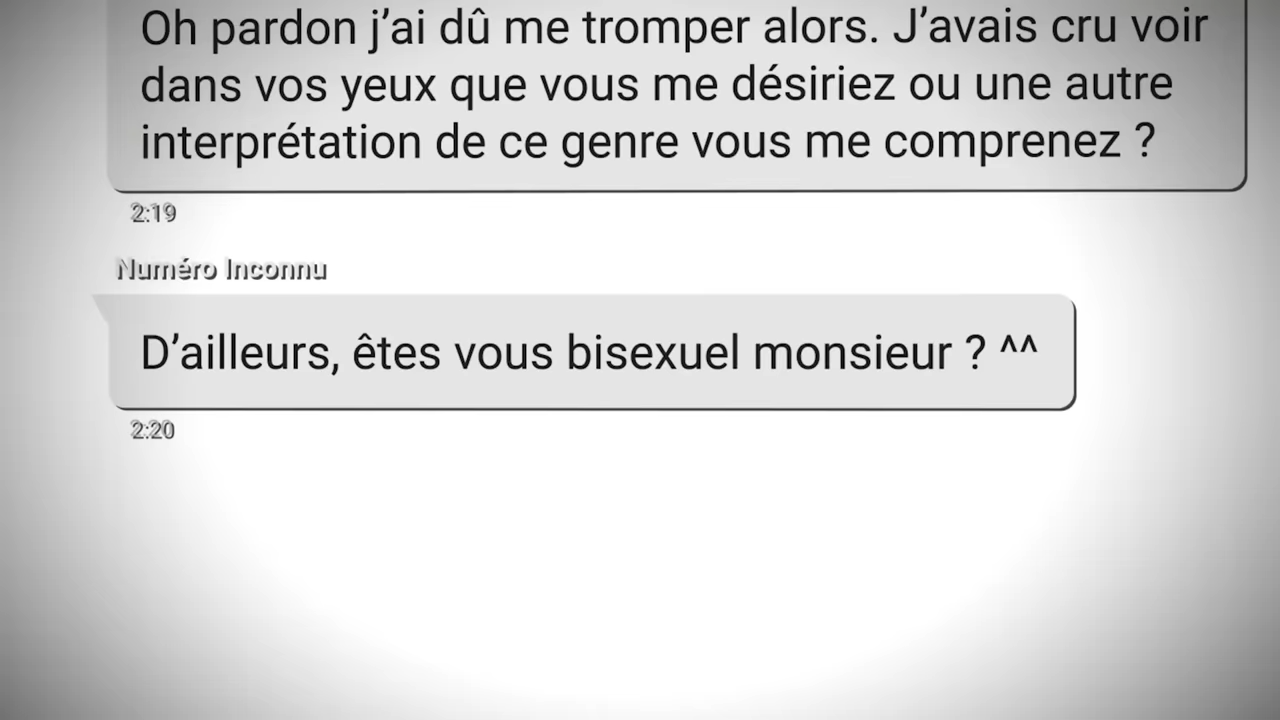 Oh pardon j’ai dû me tromper alors. J’avais cru voir
dans vos yeux que vous me désiriez ou une autre
interprétation de ce genre vous me comprenez ?
2:19
Numéro Inconnu
D’ailleurs, êtes vous bisexuel monsieur ? ^^
2:20